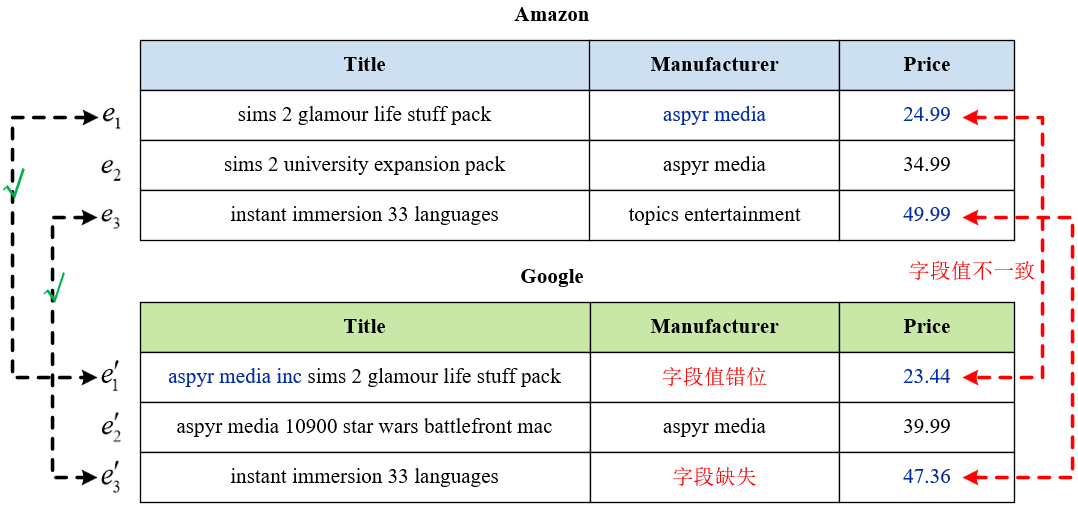 Amazon
Title Manufacturer Price
e1 sims 2 glamour life stuff pack aspyr media 24.99
e2 sims 2 university expansion pack aspyr media 34.99
e3 instant immersion 33 languages topics entertainment 49.99
字段值不一致
Google
Title Manufacturer Price
e′1 aspyr media inc sims 2 glamour life stuff pack 字段值错位 23.44
e′2 aspyr media 10900 star wars battlefront mac aspyr media 39.99
e′3 instant immersion 33 languages 字段缺失 47.36